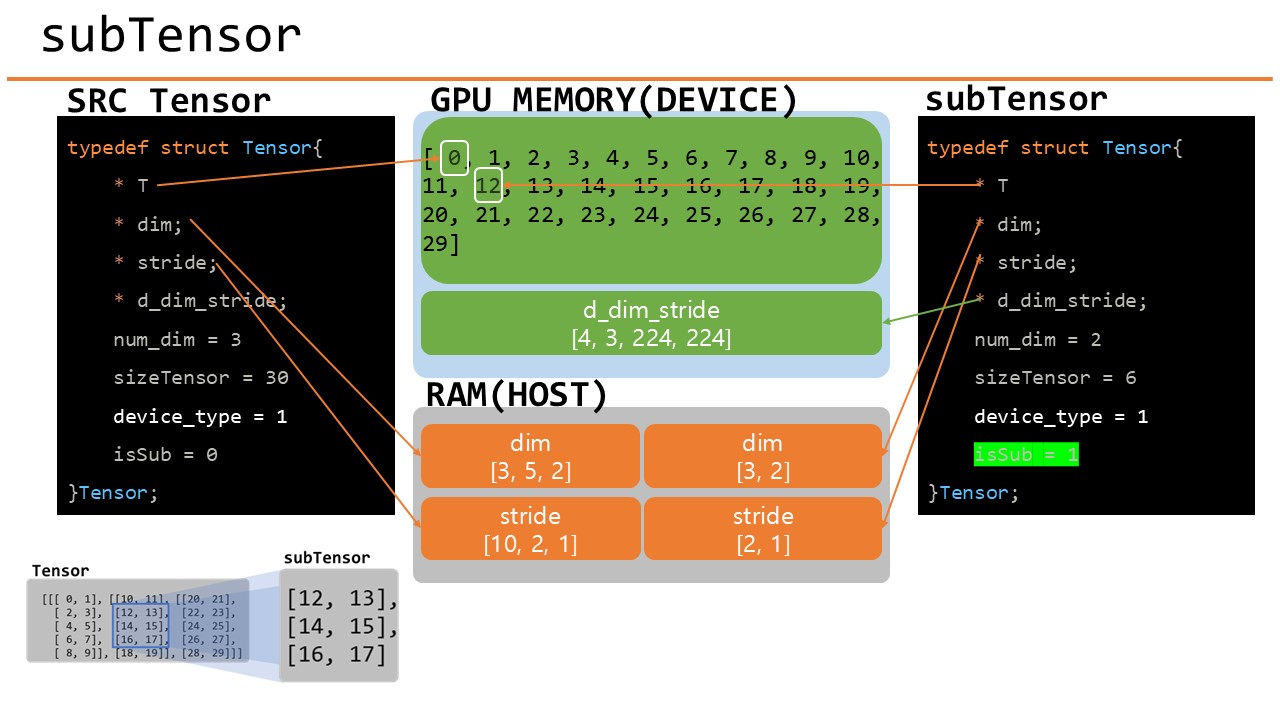 subTensor
SRC Tensor
typedef struct Tensor{
* T
* dim;
* stride;
* d_dim_stride;
num_dim = 3
sizeTensor = 30
device_type = 1
isSub = 0
}Tensor;
GPU MEMORY(DEVICE)
[ 0, 1, 2, 3, 4, 5, 6, 7, 8, 9, 10,
11, 12, 13, 14, 15, 16, 17, 18, 19,
20, 21, 22, 23, 24, 25, 26, 27, 28,
29]
d_dim_stride
[4, 3, 224, 224]
RAM(HOST)
dim
[3, 5, 2]
dim
[3, 2]
stride
[10, 2, 1]
stride
[2, 1]
subTensor
typedef struct Tensor{
* T
* dim;
* stride;
* d_dim_stride;
num_dim = 2
sizeTensor = 6
device_type = 1
isSub = 1
}Tensor;
Tensor
[[[ 0, 1], [[10, 11], [[20, 21],
[ 2, 3], [12, 13], [22, 23],
[ 4, 5], [14, 15], [24, 25],
[ 6, 7], [16, 17], [26, 27],
[ 8, 9]], [18, 19]], [28, 29]]]
subTensor
[12, 13],
[14, 15],
[16, 17]